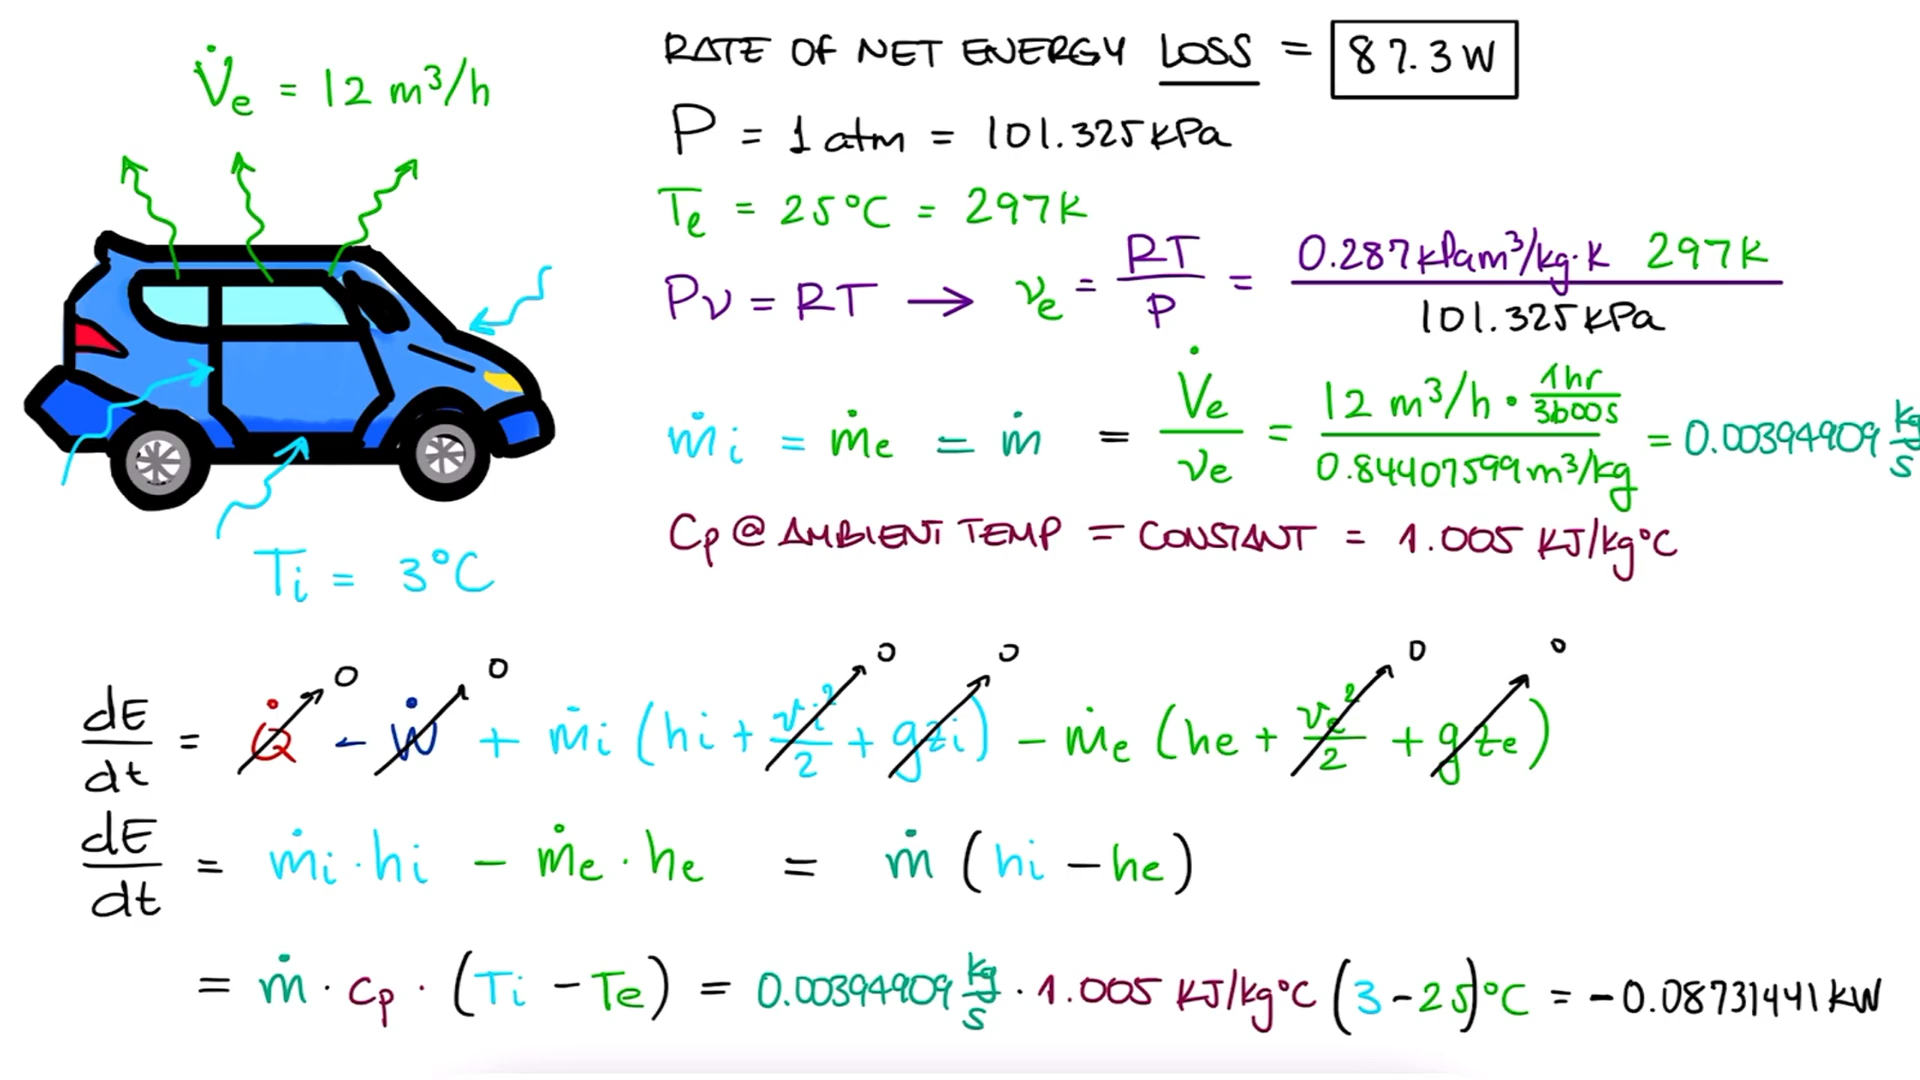 V̇e = 12 m³/h
RATE OF NET ENERGY LOSS = 87.3 W
P = 1 atm = 101.325 kPa
Te = 25°C = 297K
Pν = RT → νe = RT/P = 0.287 kPa m³/kg·K 297K / 101.325 kPa
ṁi = ṁe = ṁ = V̇e/νe = 12 m³/h · 1hr/3600s / 0.84407599 m³/kg = 0.00394909 kg/s
Cp @ AMBIENT TEMP = CONSTANT = 1.005 KJ/kg°C
Ti = 3°C
0 0 0 0 0 0
dE/dt = Q̇ - Ẇ + ṁi (hi + vi²/2 + gzi) - ṁe (he + ve²/2 + gze)
dE/dt = ṁi · hi - ṁe · he = ṁ (hi - he)
= ṁ · Cp · (Ti - Te) = 0.00394909 kg/s · 1.005 KJ/kg°C (3 - 25)°C = -0.08731441 kW